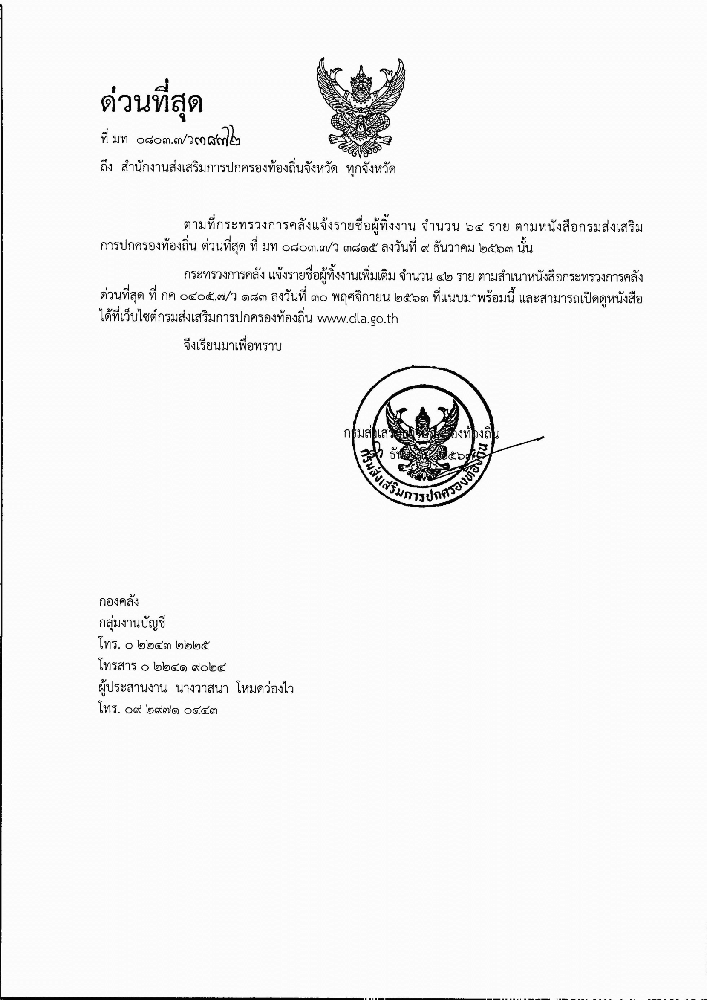 ด่วนที่สุด
ที่ มท ๐๘๐๓.๓/ว๓๘๗๒
ถึง สำนักงานส่งเสริมการปกครองท้องถิ่นจังหวัด ทุกจังหวัด
ตามที่กระทรวงการคลังแจ้งรายชื่อผู้ทิ้งงาน จำนวน ๖๔ ราย ตามหนังสือกรมส่งเสริม
การปกครองท้องถิ่น ด่วนที่สุด ที่ มท ๐๘๐๓.๓/ว ๓๘๑๕ ลงวันที่ ๙ ธันวาคม ๒๕๖๓ นั้น
กระทรวงการคลัง แจ้งรายชื่อผู้ทิ้งงานเพิ่มเติม จำนวน ๔๒ ราย ตามสำเนาหนังสือกระทรวงการคลัง
ด่วนที่สุด ที่ กค ๐๔๐๕.๗/ว ๑๘๓ ลงวันที่ ๓๐ พฤศจิกายน ๒๕๖๓ ที่แนบมาพร้อมนี้ และสามารถเปิดดูหนังสือ
ได้ที่เว็บไซต์กรมส่งเสริมการปกครองท้องถิ่น www.dla.go.th
จึงเรียนมาเพื่อทราบ
กรมส่งเสริมการปกครองท้องถิ่น
ธันวาคม ๒๕๖๓
กรมส่งเสริมการปกครองท้องถิ่น
กองคลัง
กลุ่มงานบัญชี
โทร. ๐ ๒๒๔๓ ๒๒๒๕
โทรสาร ๐ ๒๒๔๑ ๙๐๒๔
ผู้ประสานงาน นางวาสนา โหมดว่องไว
โทร. ๐๙ ๒๙๗๑ ๐๔๔๓